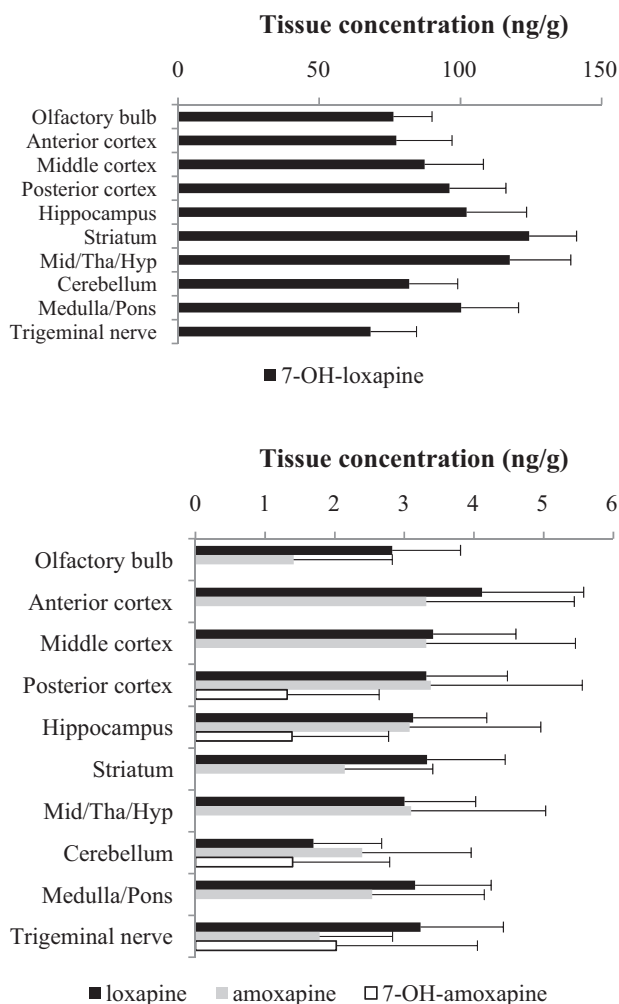 Tissue concentration (ng/g)
0 50 100 150
Olfactory bulb
Anterior cortex
Middle cortex
Posterior cortex
Hippocampus
Striatum
Mid/Tha/Hyp
Cerebellum
Medulla/Pons
Trigeminal nerve
7-OH-loxapine
Tissue concentration (ng/g)
0 1 2 3 4 5 6
Olfactory bulb
Anterior cortex
Middle cortex
Posterior cortex
Hippocampus
Striatum
Mid/Tha/Hyp
Cerebellum
Medulla/Pons
Trigeminal nerve
loxapine amoxapine 7-OH-amoxapine